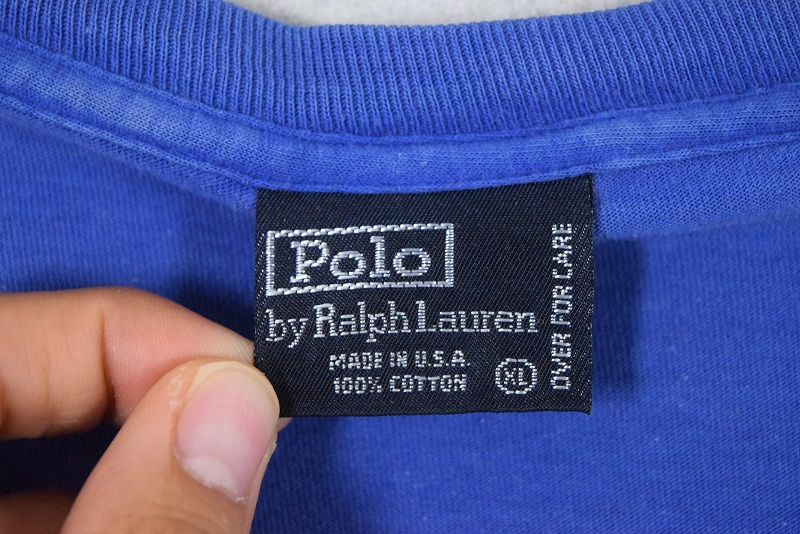 Polo
by Ralph Lauren
MADE IN U.S.A.
100% COTTON
XL
OVER FOR CARE